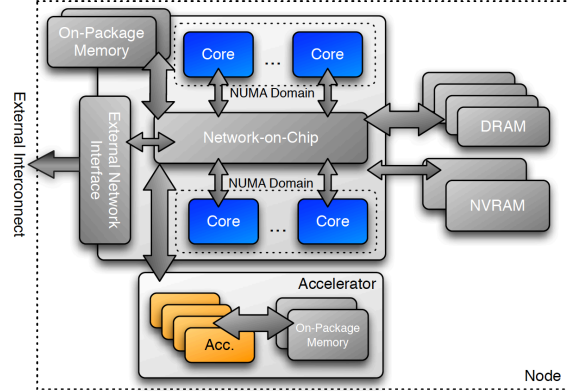 On-Package
Memory
Core
...
Core
NUMA Domain
External Interconnect
External Network
Interface
Network-on-Chip
DRAM
NUMA Domain
NVRAM
Core
...
Core
Accelerator
Acc.
On-Package
Memory
Node